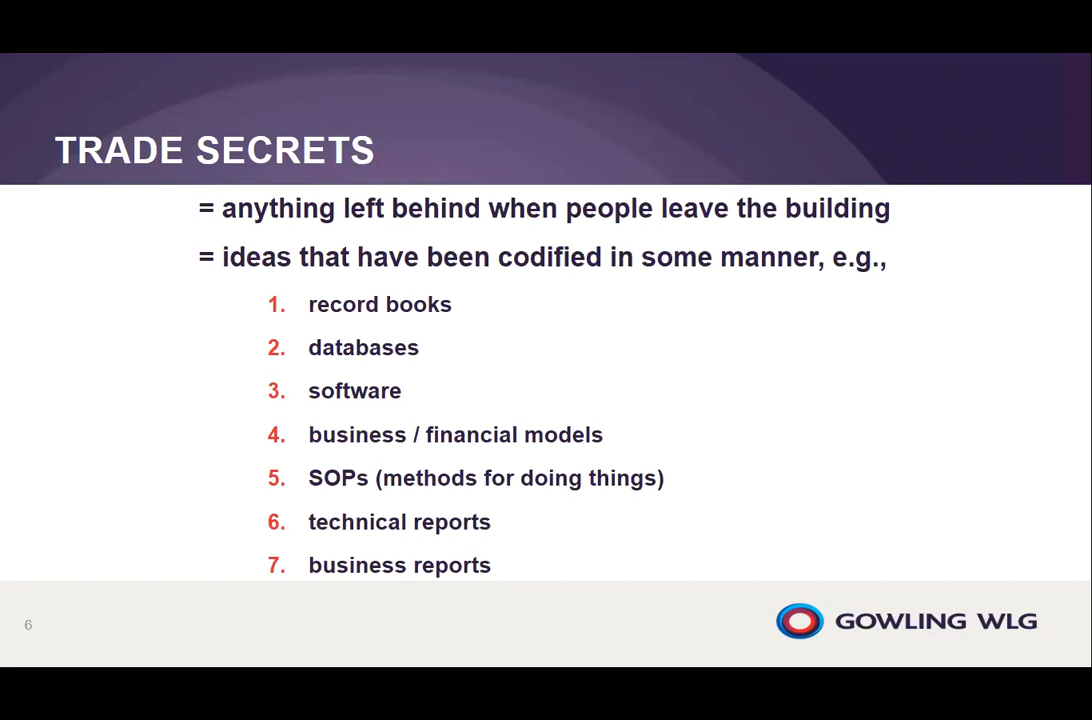 TRADE SECRETS
= anything left behind when people leave the building
= ideas that have been codified in some manner, e.g.,
1. record books
2. databases
3. software
4. business / financial models
5. SOPs (methods for doing things)
6. technical reports
7. business reports
6
GOWLING WLG